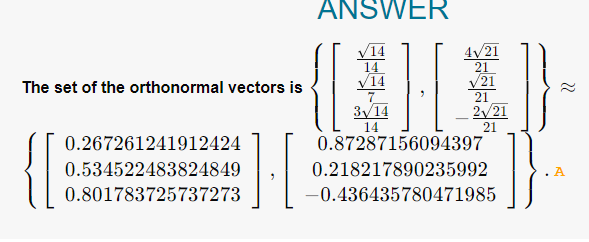 ANSWER
The set of the orthonormal vectors is { [ √14/14, √14/7, 3√14/14 ] , [ 4√21/21, √21/21, −2√21/21 ] } ≈
{ [ 0.267261241912424, 0.534522483824849, 0.801783725737273 ] , [ 0.87287156094397, 0.218217890235992, −0.436435780471985 ] } . A